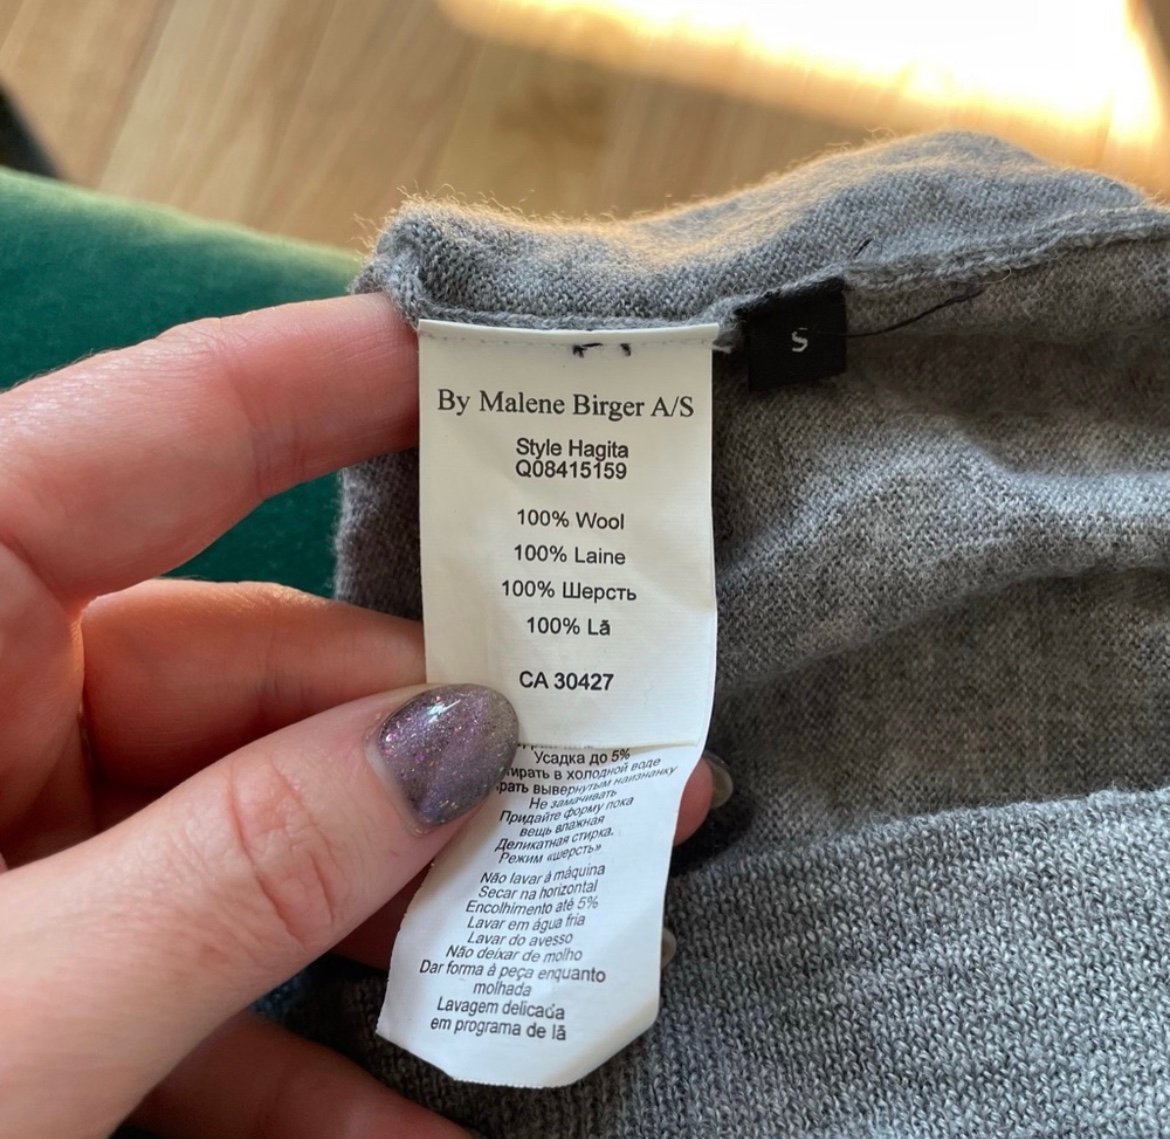 S
By Malene Birger A/S
Style Hagita
Q08415159
100% Wool
100% Laine
100% Шерсть
100% Lã
CA 30427
Усадка до 5%
в холодной воде
вывернутым наизнанку
Не замачивать
Придайте форму пока
вещь влажная
Деликатная стирка.
Режим «шерсть»
Não lavar á máquina
Secar na horizontal
Encolhimento até 5%
Lavar em água fria
Lavar do avesso
Não deixar de molho
Dar forma à peça enquanto
molhada
Lavagem delicada
em programa de lã